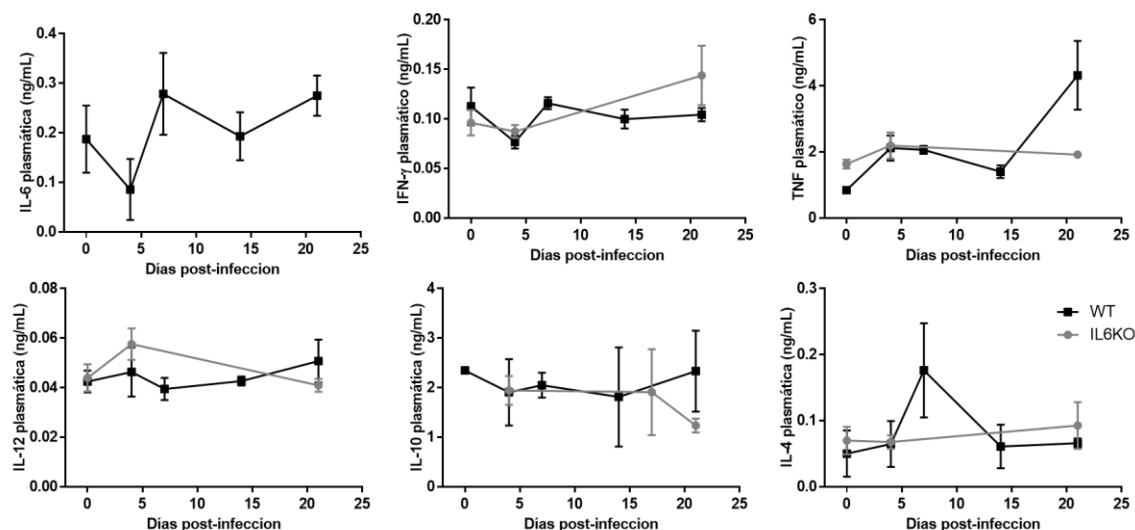 IL-6 plasmática (ng/mL)
0.4
0.3
0.2
0.1
0.0
0 5 10 15 20 25
Dias post-infeccion
IFN-γ plasmático (ng/mL)
0.20
0.15
0.10
0.05
0.00
0 5 10 15 20 25
Dias post-infeccion
TNF plasmático (ng/mL)
6
4
2
0
0 5 10 15 20 25
Dias post-infeccion
IL-12 plasmática (ng/mL)
0.08
0.06
0.04
0.02
0.00
0 5 10 15 20 25
Dias post-infeccion
IL-10 plasmática (ng/mL)
4
3
2
1
0
0 5 10 15 20 25
Dias post-infeccion
IL-4 plasmática (ng/mL)
0.3
0.2
0.1
0.0
0 5 10 15 20 25
Dias post-infeccion
WT
IL6KO